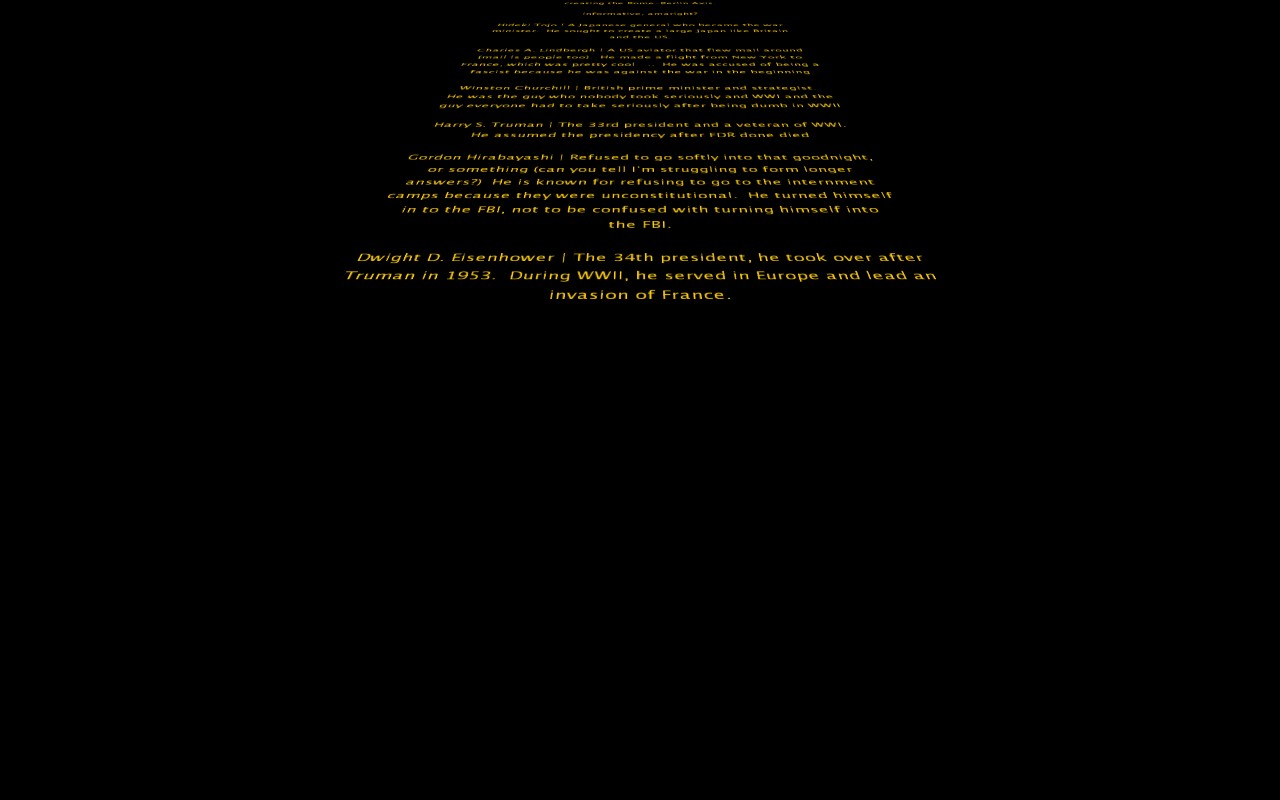 creating the Rome-Berlin Axis
informative, amaright?
Hideki Tojo | A Japanese general who became the war
minister.  He sought to create a large Japan like Britain
and the US.
Charles A. Lindbergh | A US aviator that flew mail around
(mail is people too).  He made a flight from New York to
France, which was pretty cool  . .  He was accused of being a
fascist because he was against the war in the beginning
Winston Churchill | British prime minister and strategist.
He was the guy who nobody took seriously and WWI and the
guy everyone had to take seriously after being dumb in WWII
Harry S. Truman | The 33rd president and a veteran of WWI.
He assumed the presidency after FDR done died
Gordon Hirabayashi | Refused to go softly into that goodnight,
or something (can you tell I'm struggling to form longer
answers?)  He is known for refusing to go to the internment
camps because they were unconstitutional.  He turned himself
in to the FBI, not to be confused with turning himself into
the FBI.
Dwight D. Eisenhower | The 34th president, he took over after
Truman in 1953.  During WWII, he served in Europe and lead an
invasion of France.